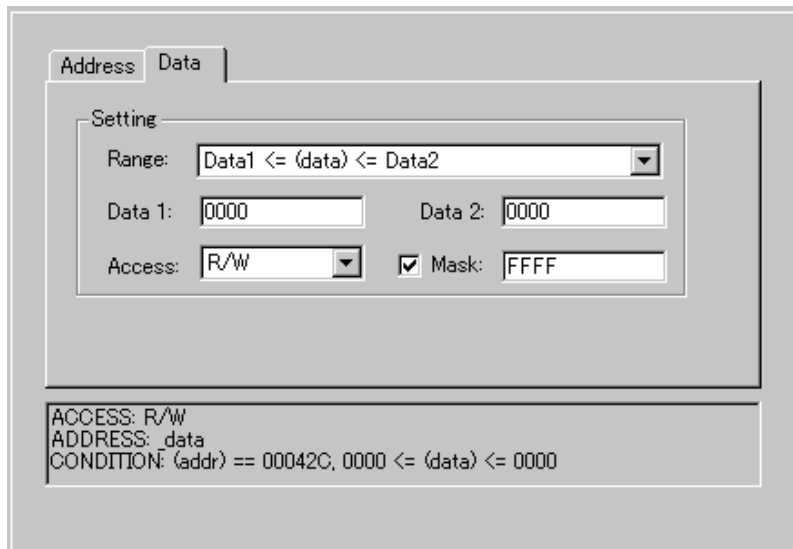 Address Data
Setting
Range: Data1 <= (data) <= Data2
Data 1: 0000 Data 2: 0000
Access: R/W Mask: FFFF
ACCESS: R/W
ADDRESS: _data
CONDITION: (addr) == 00042C, 0000 <= (data) <= 0000